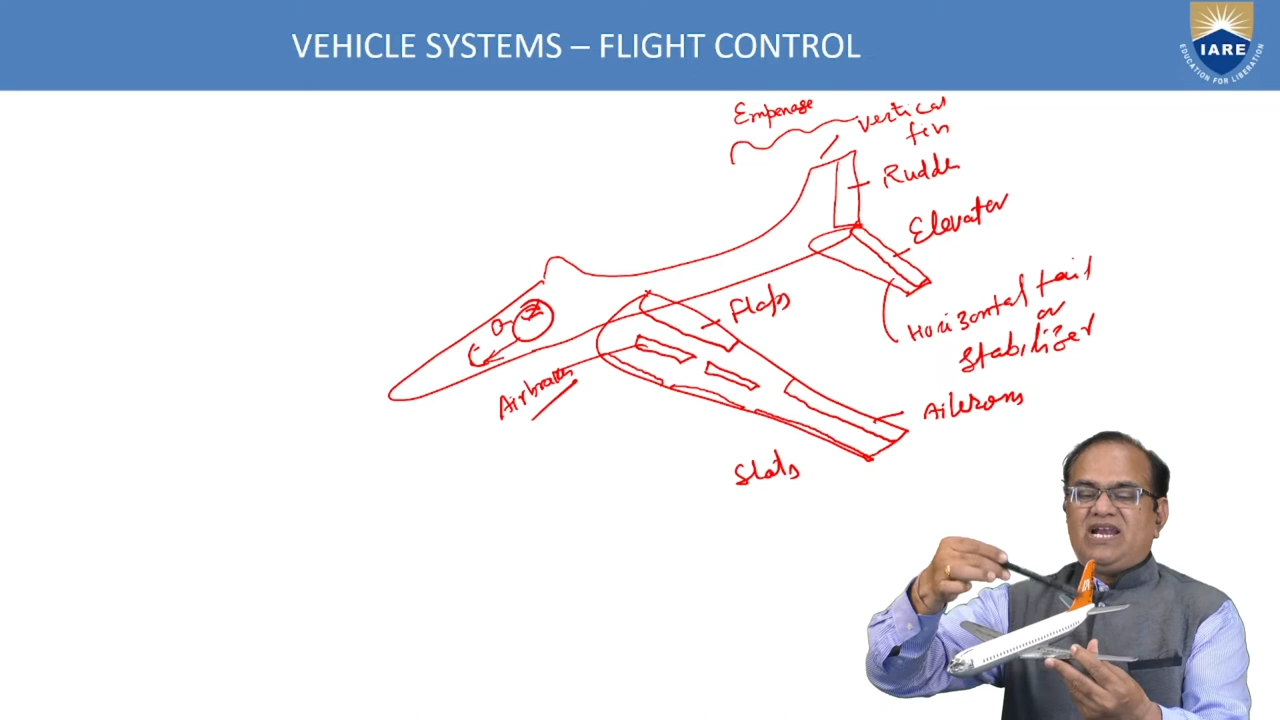 VEHICLE SYSTEMS – FLIGHT CONTROL
IARE
EDUCATION FOR LIBERATION
Empenage
Vertical
fin
Rudder
Elevator
Horizontal tail
or
Stabilizer
Flaps
Airbrakes
Ailerons
Slats